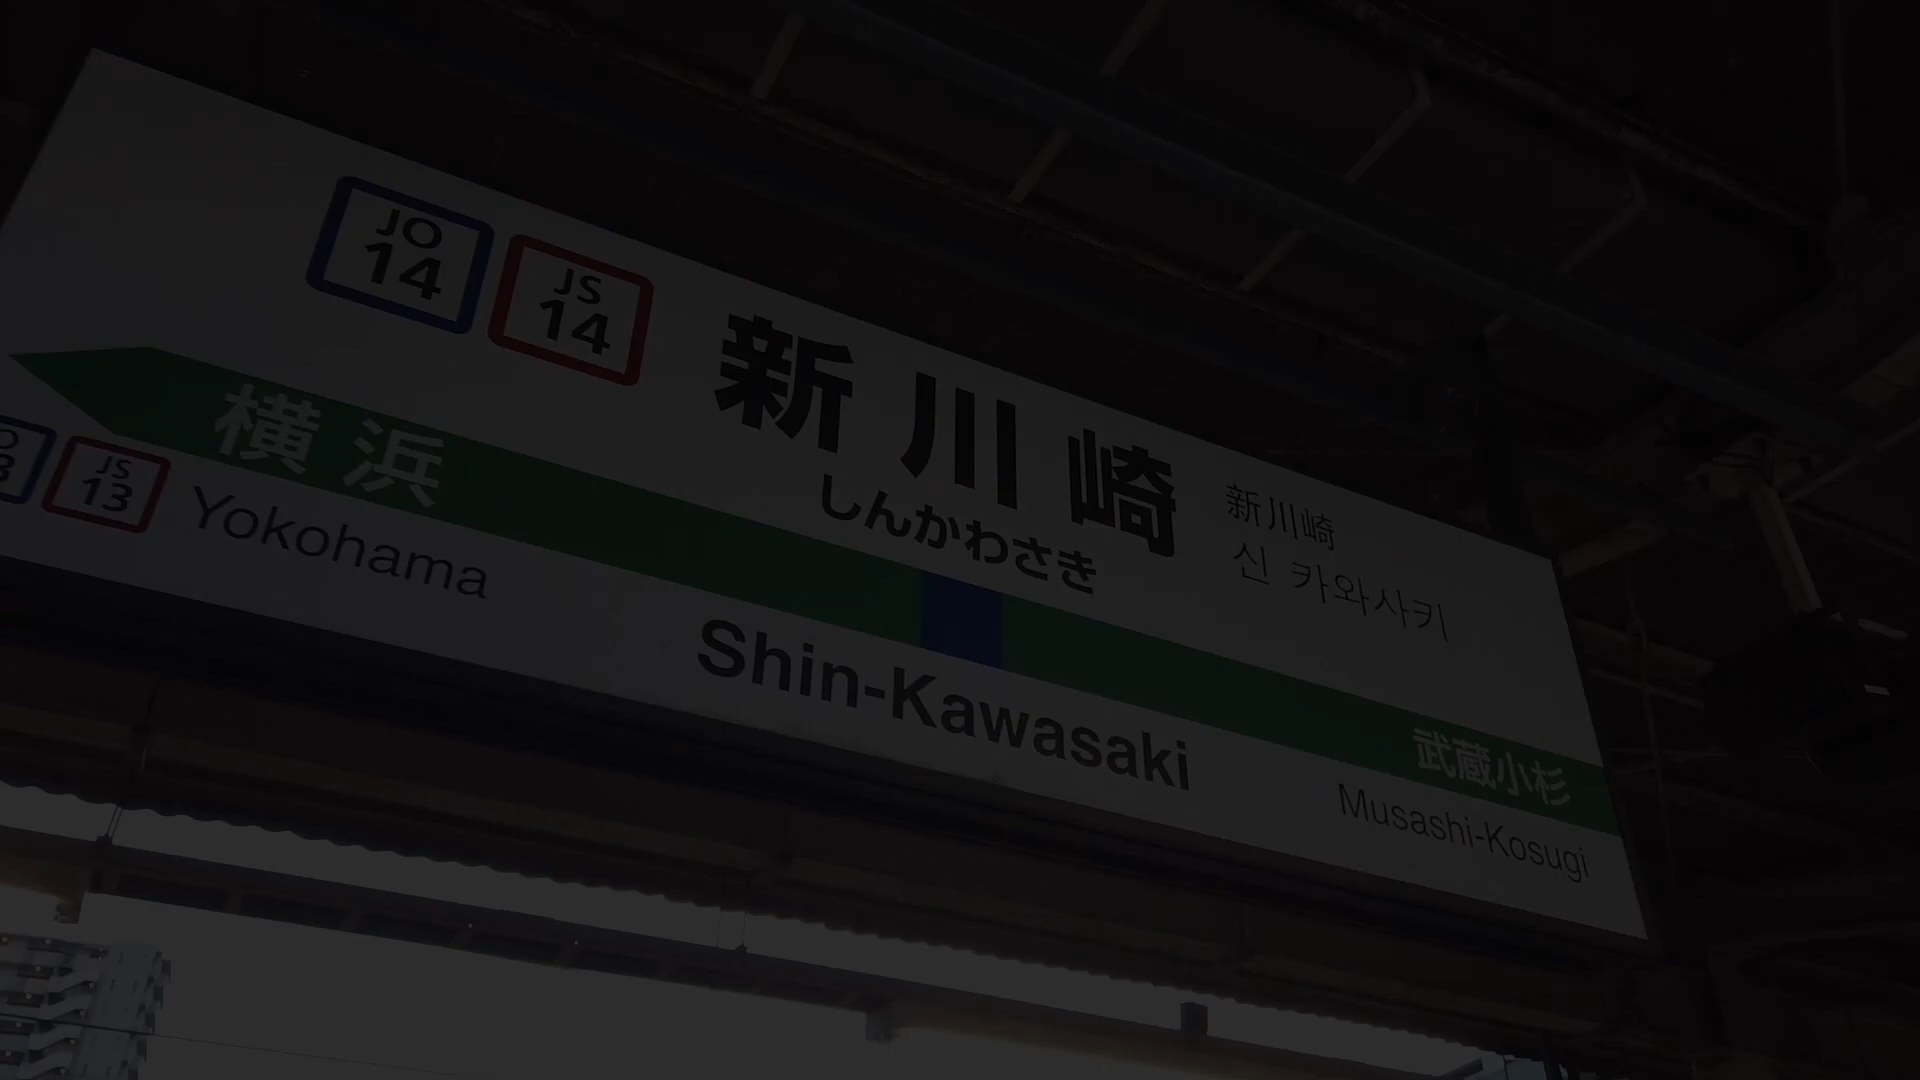 JO
14
JS
14
新川崎
しんかわさき
新川崎
신 카와사키
横浜
JS
13
Yokohama
Shin-Kawasaki
武蔵小杉
Musashi-Kosugi